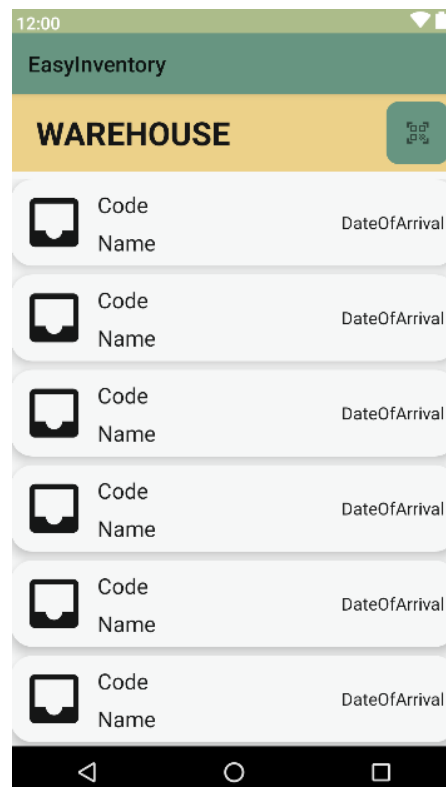 12:00
EasyInventory
WAREHOUSE
Code
Name
DateOfArrival
Code
Name
DateOfArrival
Code
Name
DateOfArrival
Code
Name
DateOfArrival
Code
Name
DateOfArrival
Code
Name
DateOfArrival